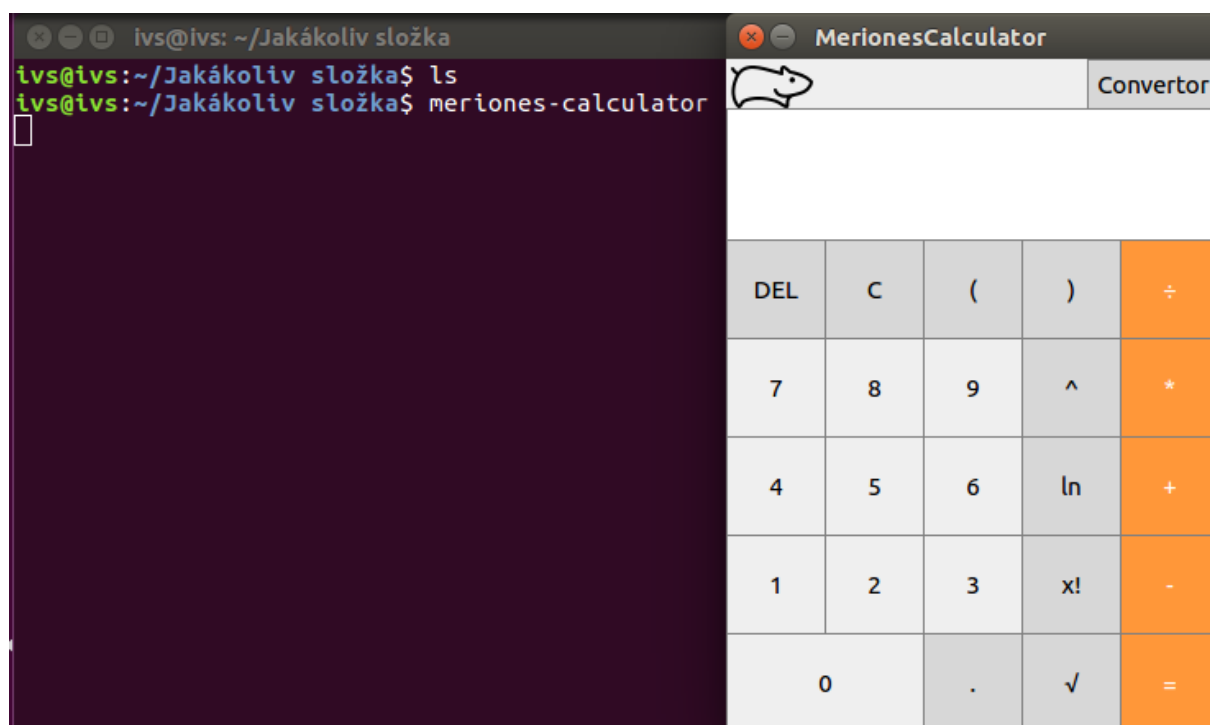 ivs@ivs: ~/Jakákoliv složka
ivs@ivs:~/Jakákoliv složka$ ls
ivs@ivs:~/Jakákoliv složka$ meriones-calculator
MerionesCalculator
Convertor
DEL C ( ) ÷
7 8 9 ^ *
4 5 6 ln +
1 2 3 x! -
0 . √ =